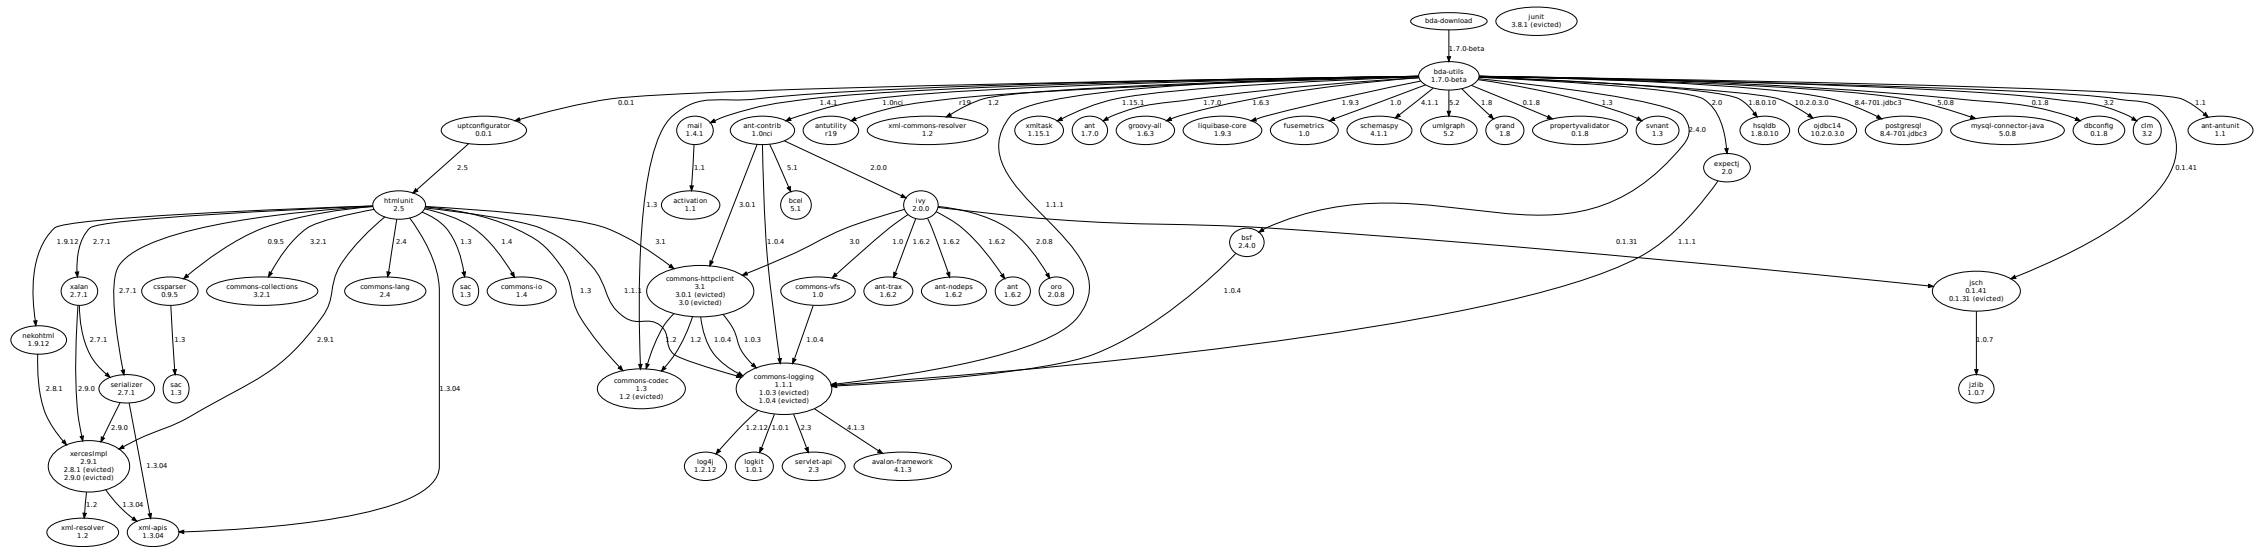 bda-download
junit
3.8.1 (evicted)
1.7.0-beta
bda-utils
1.7.0-beta
0.0.1
1.4.1
1.0nci
r19
1.2
1.15.1
1.7.0
1.6.3
1.9.3
1.0
4.1.1
5.2
1.8
0.1.8
1.3
2.4.0
2.0
1.8.0.10
10.2.0.3.0
8.4-701.jdbc3
5.0.8
0.1.8
3.2
0.1.41
1.1
uptconfigurator
0.0.1
mail
1.4.1
ant-contrib
1.0nci
antutility
r19
xml-commons-resolver
1.2
xmltask
1.15.1
ant
1.7.0
groovy-all
1.6.3
liquibase-core
1.9.3
fusemetrics
1.0
schemaspy
4.1.1
umlgraph
5.2
grand
1.8
propertyvalidator
0.1.8
svnant
1.3
hsqldb
1.8.0.10
ojdbc14
10.2.0.3.0
postgresql
8.4-701.jdbc3
mysql-connector-java
5.0.8
dbconfig
0.1.8
clm
3.2
ant-antunit
1.1
2.5
1.1
5.1
2.0.0
expectj
2.0
htmlunit
2.5
1.3
activation
1.1
3.0.1
bcel
5.1
ivy
2.0.0
1.1.1
1.9.12
2.7.1
2.7.1
0.9.5
3.2.1
2.4
1.3
1.4
3.1
1.0.4
3.0
1.0
1.6.2
1.6.2
1.6.2
2.0.8
bsf
2.4.0
0.1.31
1.1.1
xalan
2.7.1
cssparser
0.9.5
commons-collections
3.2.1
commons-lang
2.4
sac
1.3
commons-io
1.4
1.3
1.1.1
commons-httpclient
3.1
3.0.1 (evicted)
3.0 (evicted)
commons-vfs
1.0
ant-trax
1.6.2
ant-nodeps
1.6.2
ant
1.6.2
oro
2.0.8
1.0.4
jsch
0.1.41
0.1.31 (evicted)
nekohtml
1.9.12
2.7.1
1.3
2.9.1
1.2
1.2
1.0.4
1.0.3
1.0.4
1.0.7
2.8.1
2.9.0
serializer
2.7.1
sac
1.3
1.3.04
commons-codec
1.3
1.2 (evicted)
commons-logging
1.1.1
1.0.3 (evicted)
1.0.4 (evicted)
jzlib
1.0.7
2.9.0
1.2.12
1.0.1
2.3
4.1.3
xercesImpl
2.9.1
2.8.1 (evicted)
2.9.0 (evicted)
1.3.04
log4j
1.2.12
logkit
1.0.1
servlet-api
2.3
avalon-framework
4.1.3
1.2
1.3.04
xml-resolver
1.2
xml-apis
1.3.04